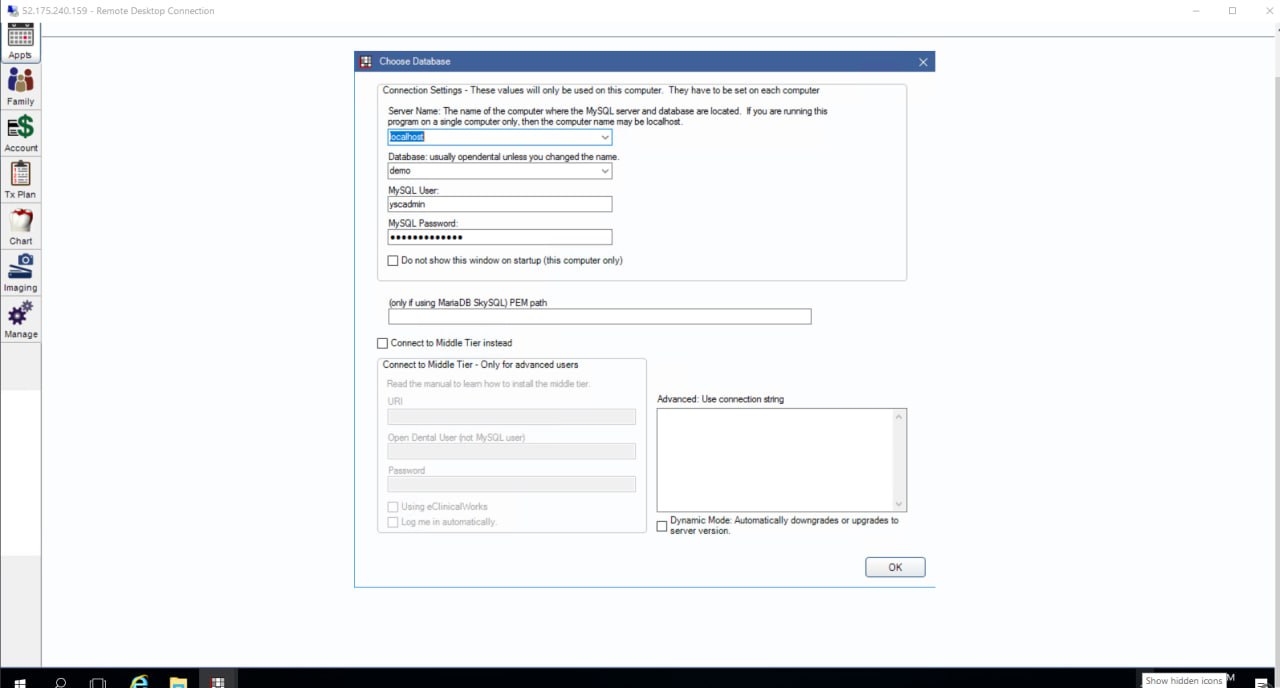 52.175.240.159 - Remote Desktop Connection
Appts
Family
Account
Tx Plan
Chart
Imaging
Manage
Choose Database
Connection Settings - These values will only be used on this computer.  They have to be set on each computer
Server Name: The name of the computer where the MySQL server and database are located.  If you are running this
program on a single computer only, then the computer name may be localhost.
localhost
Database: usually opendental unless you changed the name.
demo
MySQL User:
yscadmin
MySQL Password:
•••••••••••••
Do not show this window on startup (this computer only)
(only if using MariaDB SkySQL) PEM path
Connect to Middle Tier instead
Connect to Middle Tier - Only for advanced users
Read the manual to learn how to install the middle tier.
URI
Open Dental User (not MySQL user)
Password
Using eClinicalWorks
Log me in automatically.
Advanced: Use connection string
Dynamic Mode: Automatically downgrades or upgrades to
server version.
OK
Show hidden icons
M